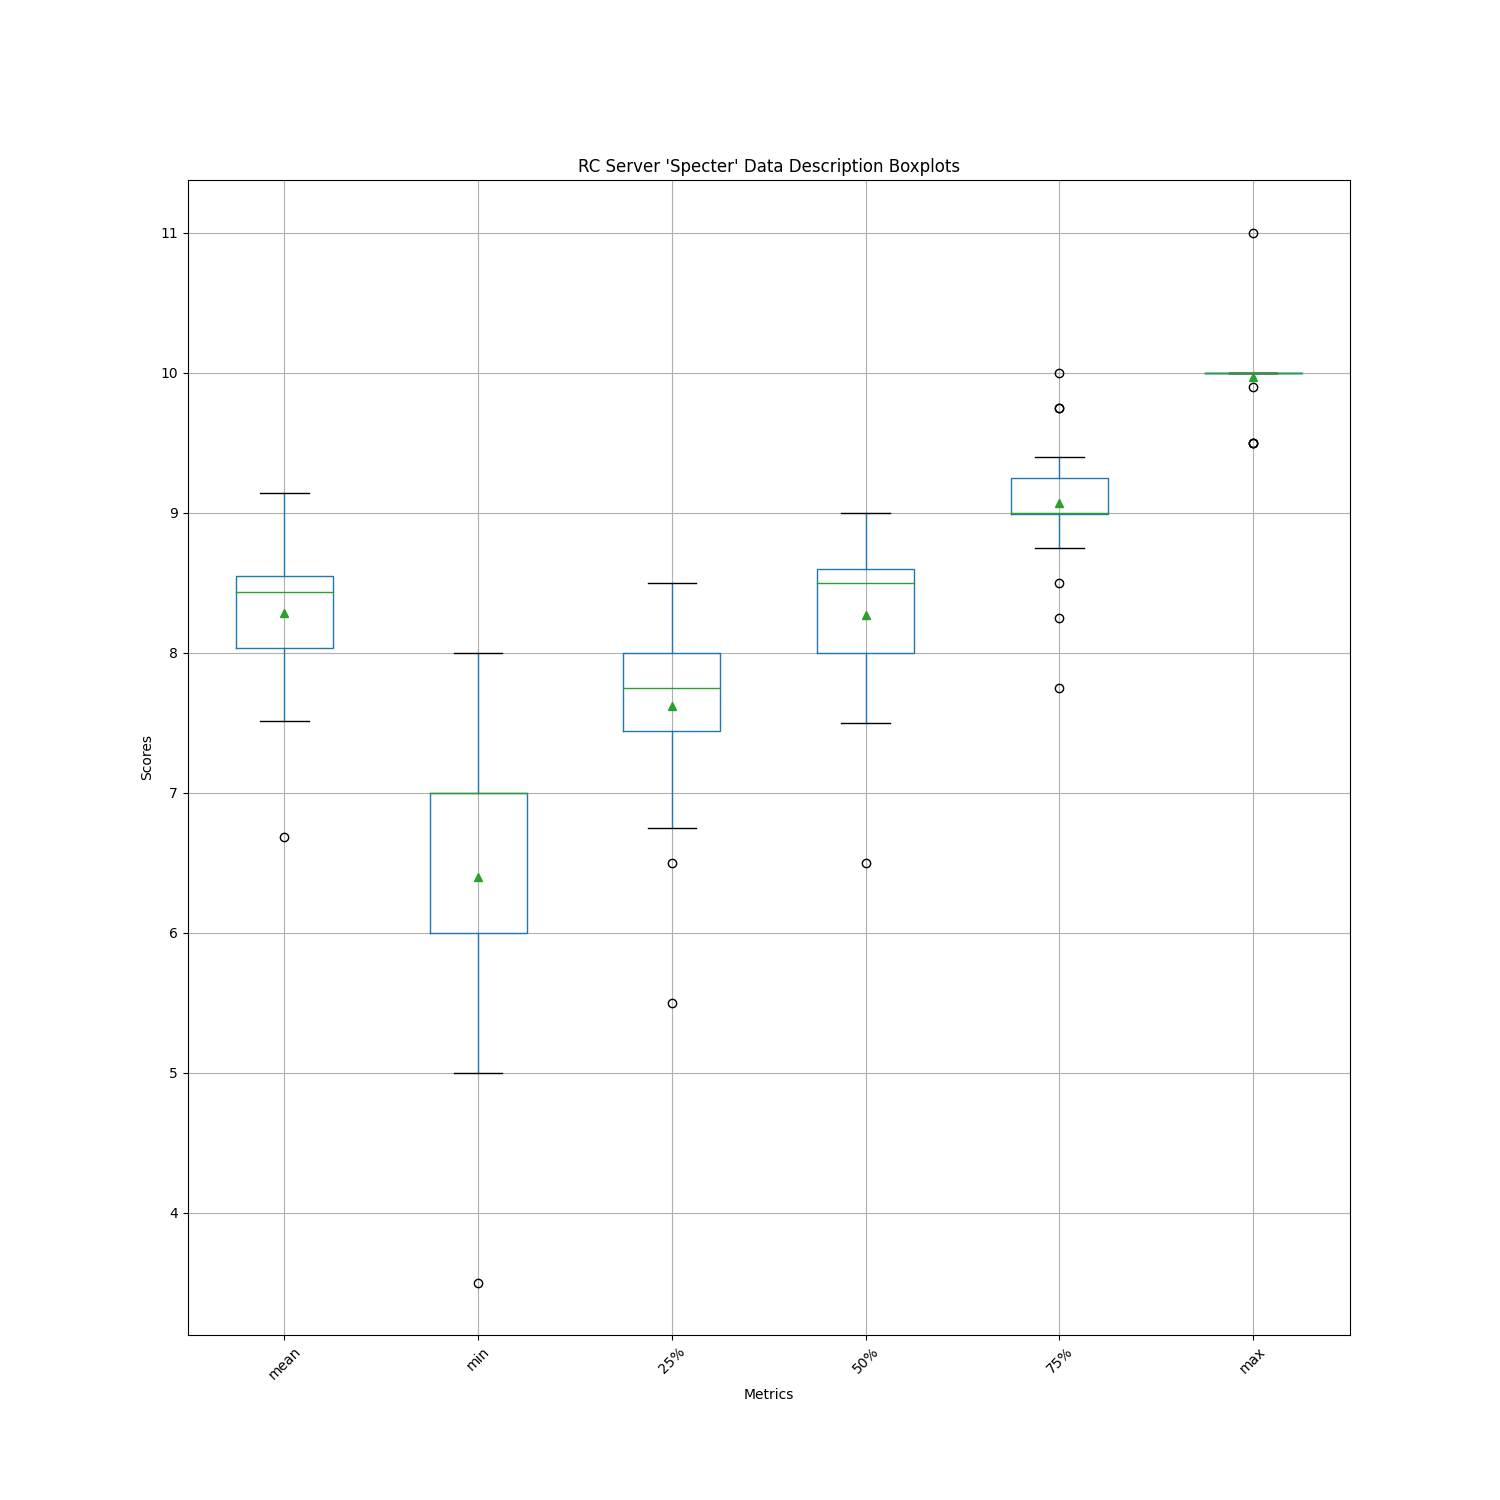 RC Server 'Specter' Data Description Boxplots
11
10
9
8
7
6
5
4
Scores
mean
min
25%
50%
75%
max
Metrics